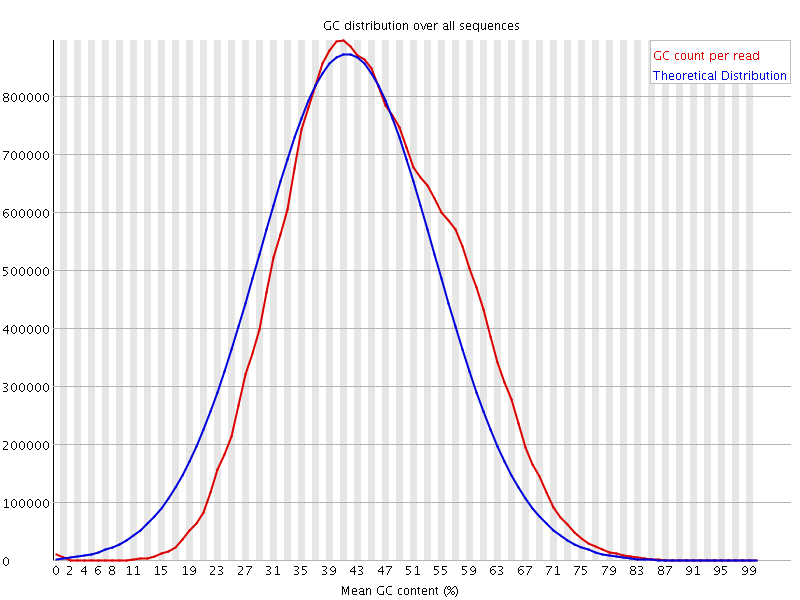 GC distribution over all sequences
GC count per read
Theoretical Distribution
800000
700000
600000
500000
400000
300000
200000
100000
0
0 2 4 6 8 11 15 19 23 27 31 35 39 43 47 51 55 59 63 67 71 75 79 83 87 91 95 99
Mean GC content (%)